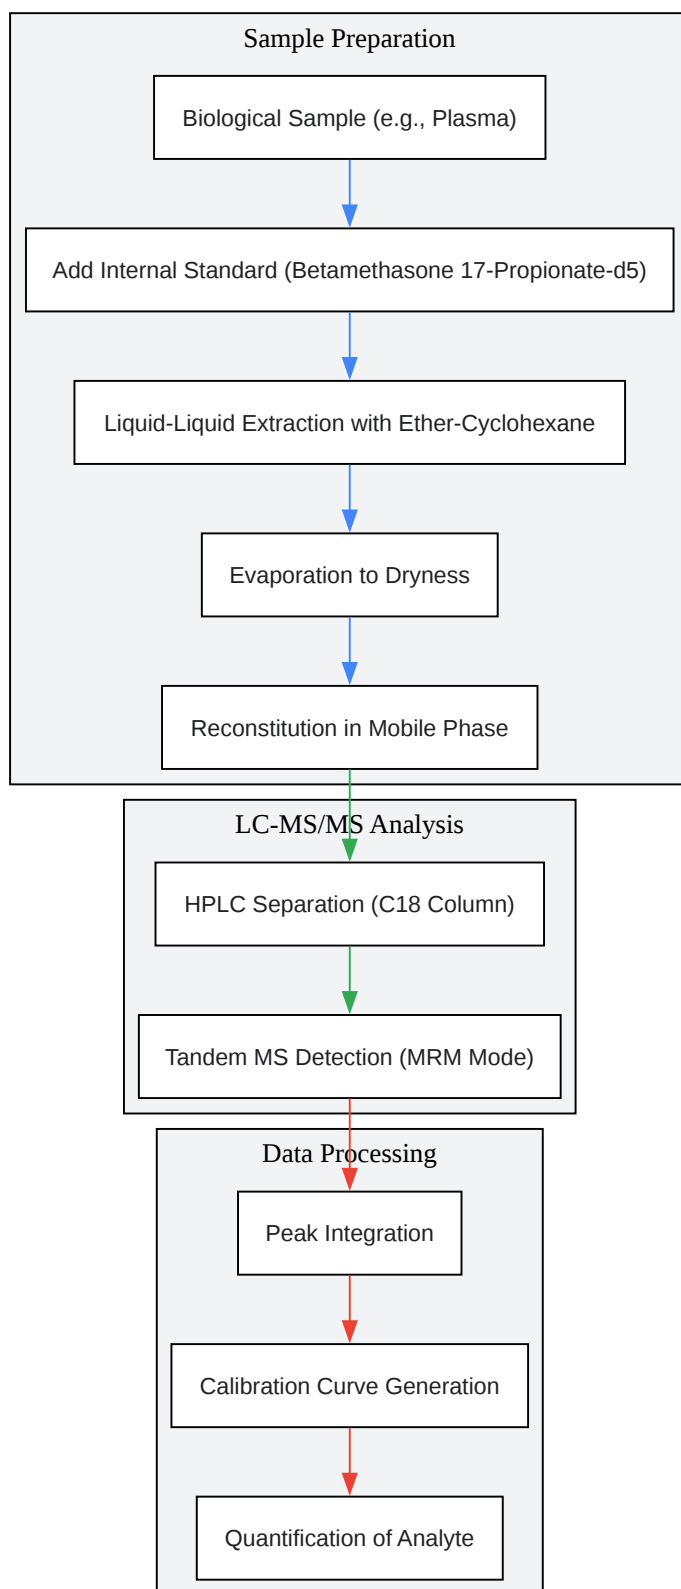 Sample Preparation
Biological Sample (e.g., Plasma)
Add Internal Standard (Betamethasone 17-Propionate-d5)
Liquid-Liquid Extraction with Ether-Cyclohexane
Evaporation to Dryness
Reconstitution in Mobile Phase
LC-MS/MS Analysis
HPLC Separation (C18 Column)
Tandem MS Detection (MRM Mode)
Data Processing
Peak Integration
Calibration Curve Generation
Quantification of Analyte